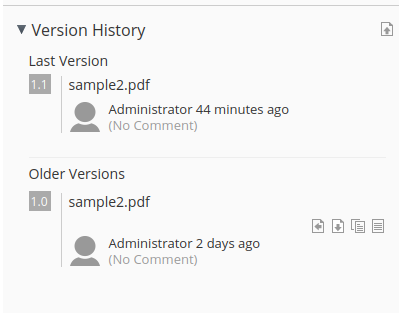 Version History
Last Version
1.1
sample2.pdf
Administrator 44 minutes ago
(No Comment)
Older Versions
1.0
sample2.pdf
Administrator 2 days ago
(No Comment)